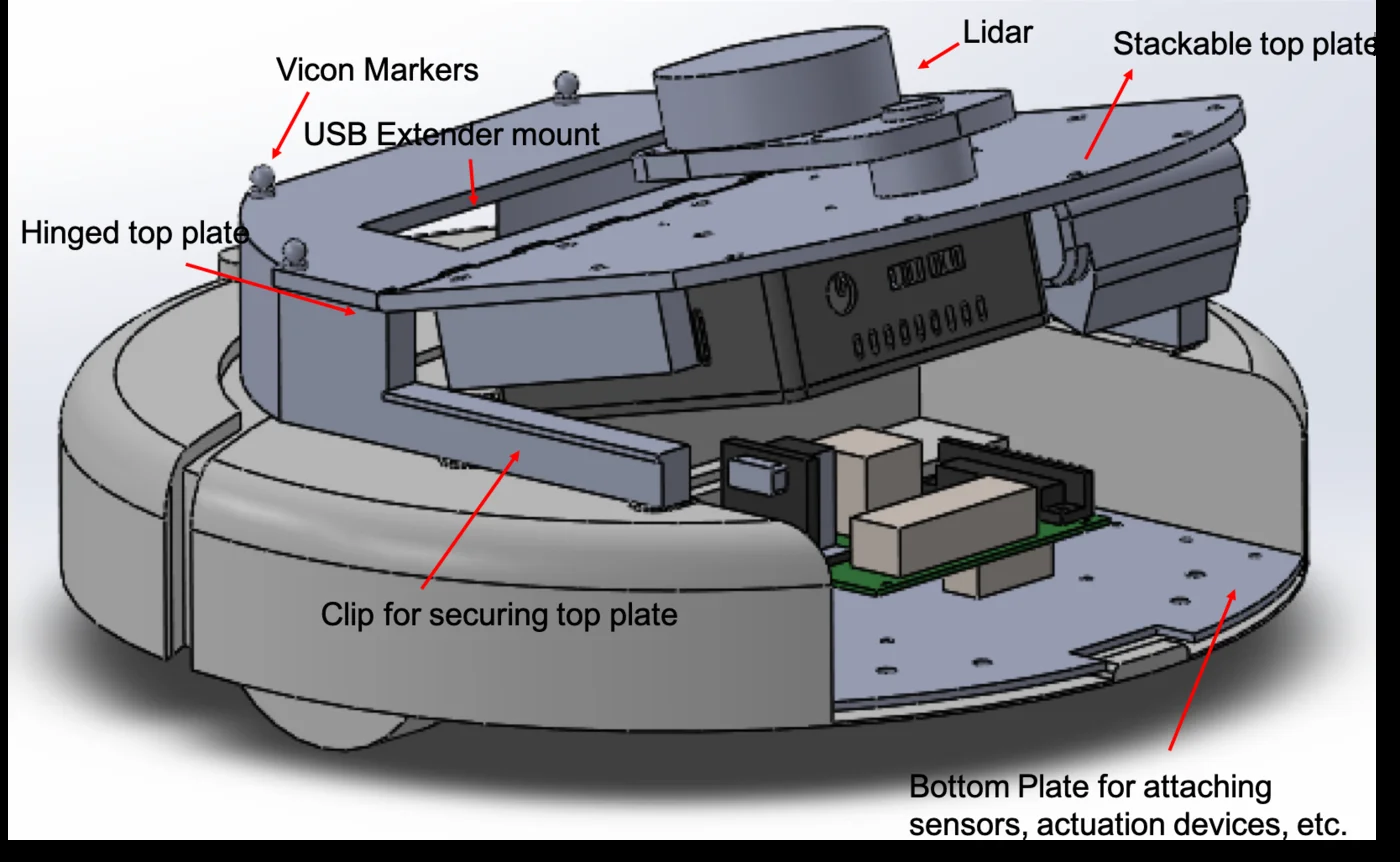 Lidar
Stackable top plate
Vicon Markers
USB Extender mount
Hinged top plate
Clip for securing top plate
Bottom Plate for attaching
sensors, actuation devices, etc.